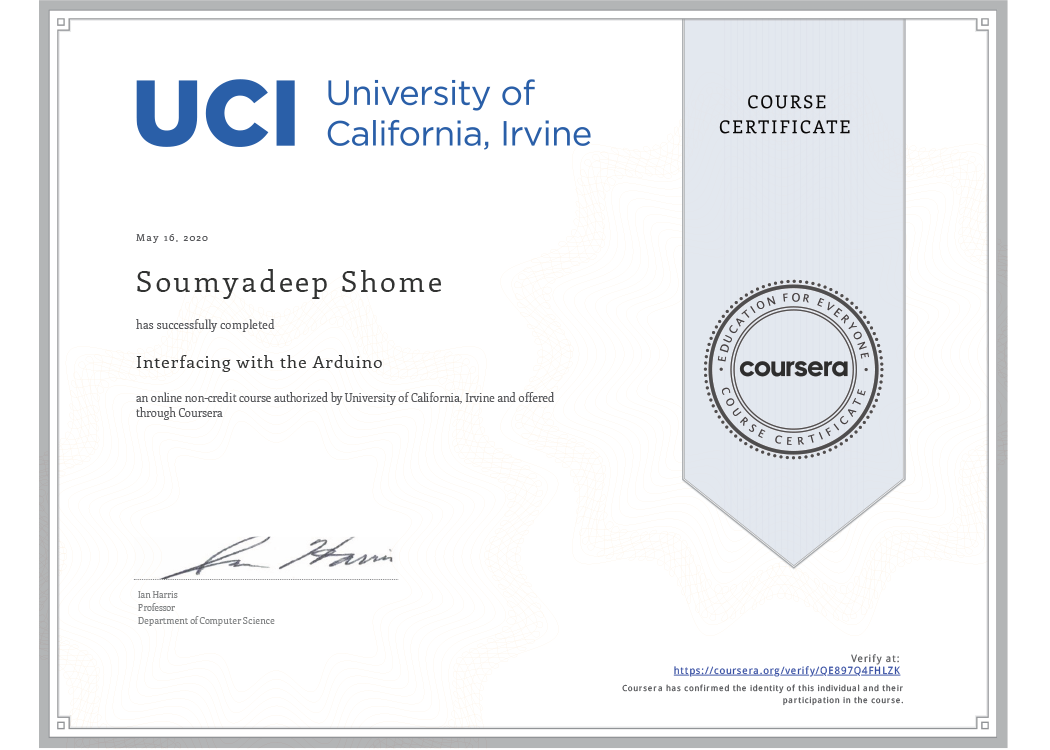 UCI University of
California, Irvine
COURSE
CERTIFICATE
May 16, 2020
Soumyadeep Shome
has successfully completed
Interfacing with the Arduino
an online non-credit course authorized by University of California, Irvine and offered
through Coursera
EDUCATION FOR EVERYONE
coursera
COURSE CERTIFICATE
Ian Harris
Ian Harris
Professor
Department of Computer Science
Verify at:
https://coursera.org/verify/QE897Q4FHLZK
Coursera has confirmed the identity of this individual and their
participation in the course.